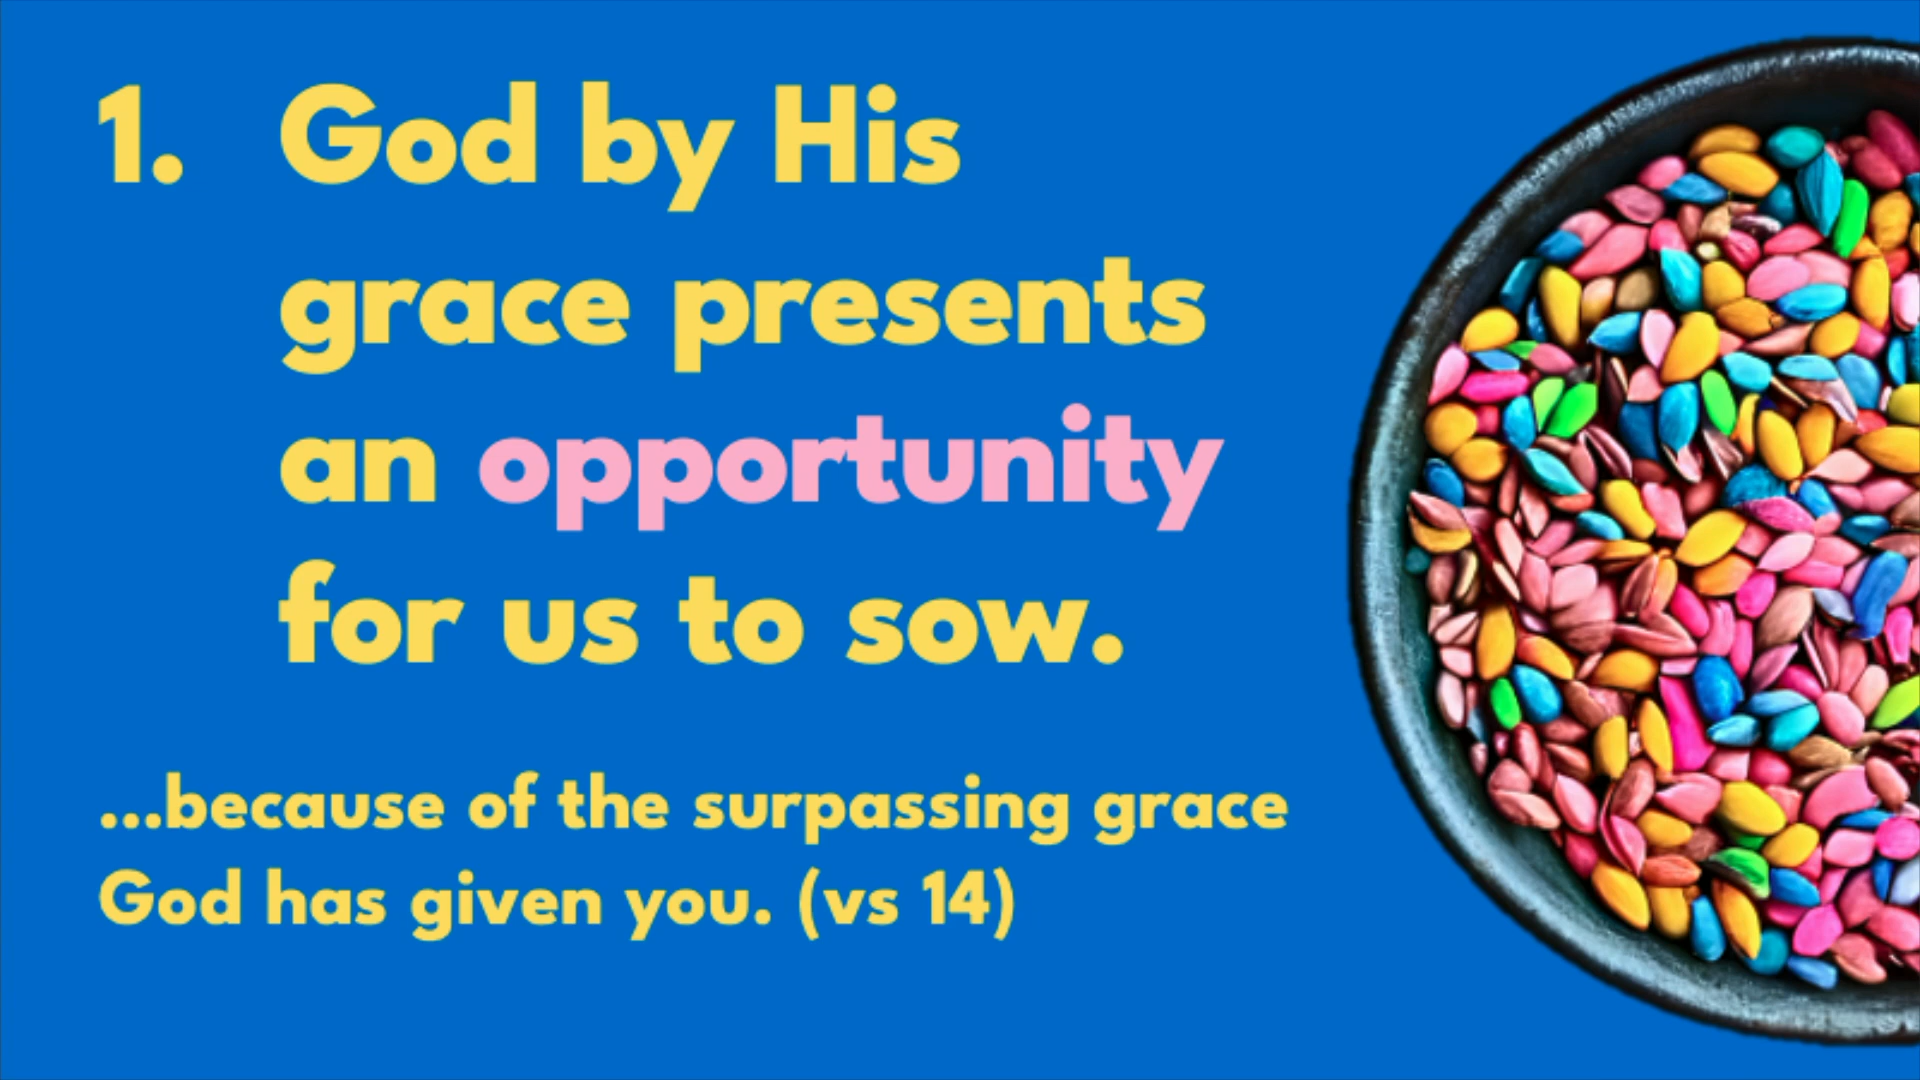 1. God by His
grace presents
an opportunity
for us to sow.
...because of the surpassing grace
God has given you. (vs 14)